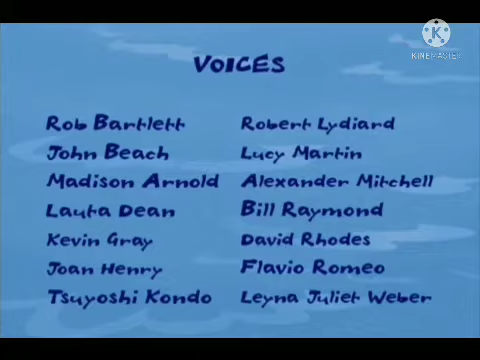 VOICES
Rob Bartlett Robert Lydiard
John Beach Lucy Martin
Madison Arnold Alexander Mitchell
Laura Dean Bill Raymond
Kevin Gray David Rhodes
Joan Henry Flavio Romeo
Tsuyoshi Kondo Leyna Juliet Weber
K
KINEMASTER